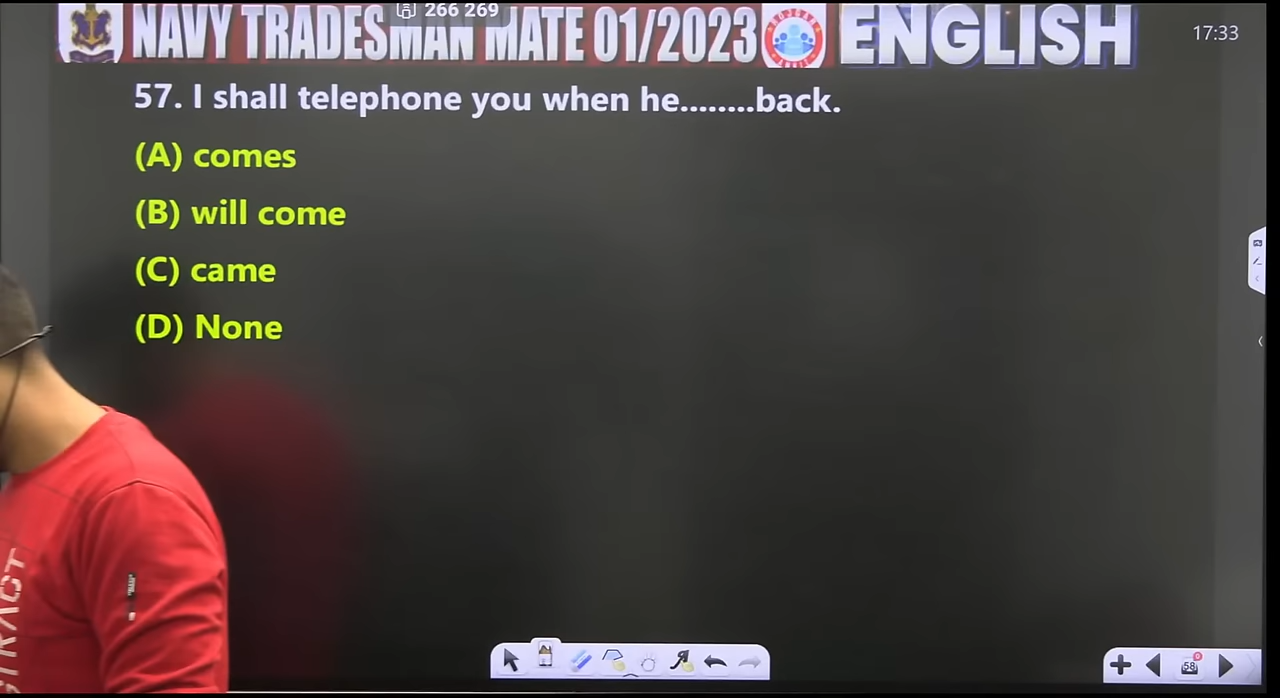 266 269
NAVY TRADESMAN MATE 01/2023 ENGLISH
17:33
57. I shall telephone you when he........back.
(A) comes
(B) will come
(C) came
(D) None
58